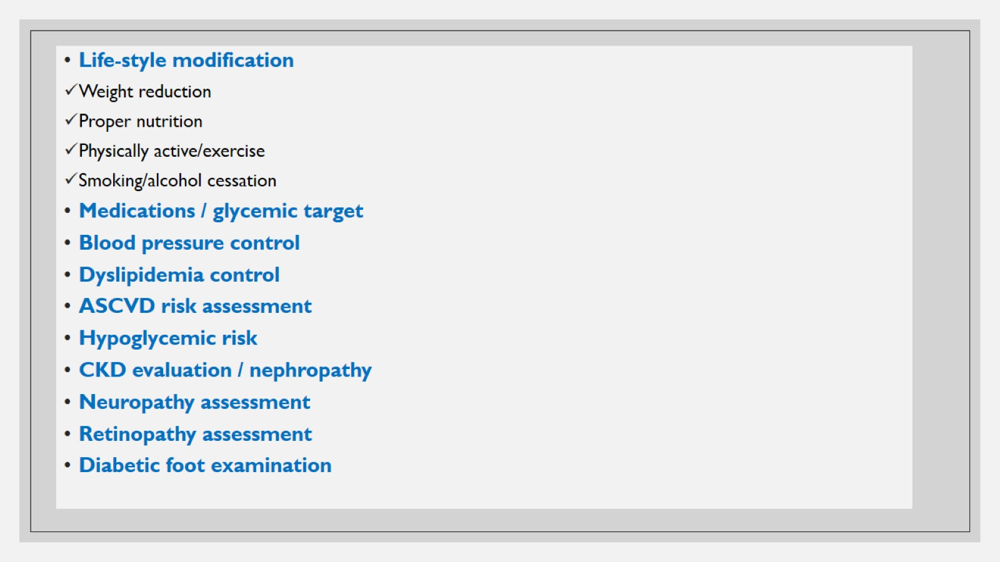 • Life-style modification
✓Weight reduction
✓Proper nutrition
✓Physically active/exercise
✓Smoking/alcohol cessation
• Medications / glycemic target
• Blood pressure control
• Dyslipidemia control
• ASCVD risk assessment
• Hypoglycemic risk
• CKD evaluation / nephropathy
• Neuropathy assessment
• Retinopathy assessment
• Diabetic foot examination